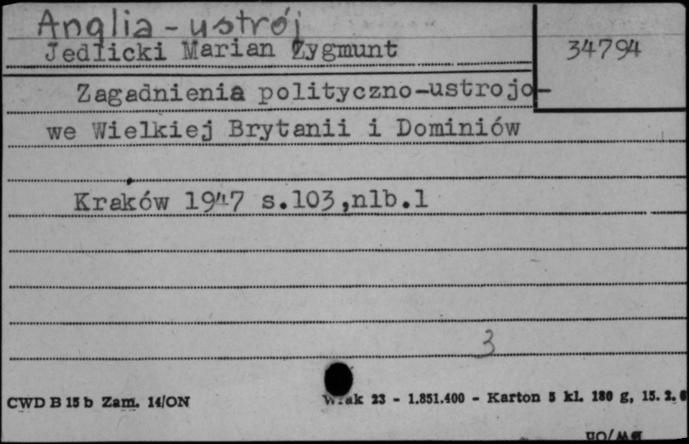 Anglia - ustrój
Jedlicki Marian Zygmunt
34794
Zagadnienia polityczno-ustrojo-
we Wielkiej Brytanii i Dominiów
Kraków 1947 s.103,nlb.1
3
CWD B 15 b Zam. 14/ON
23 - 1.851.400 - Karton 5 kl. 180 g, 15. 2.